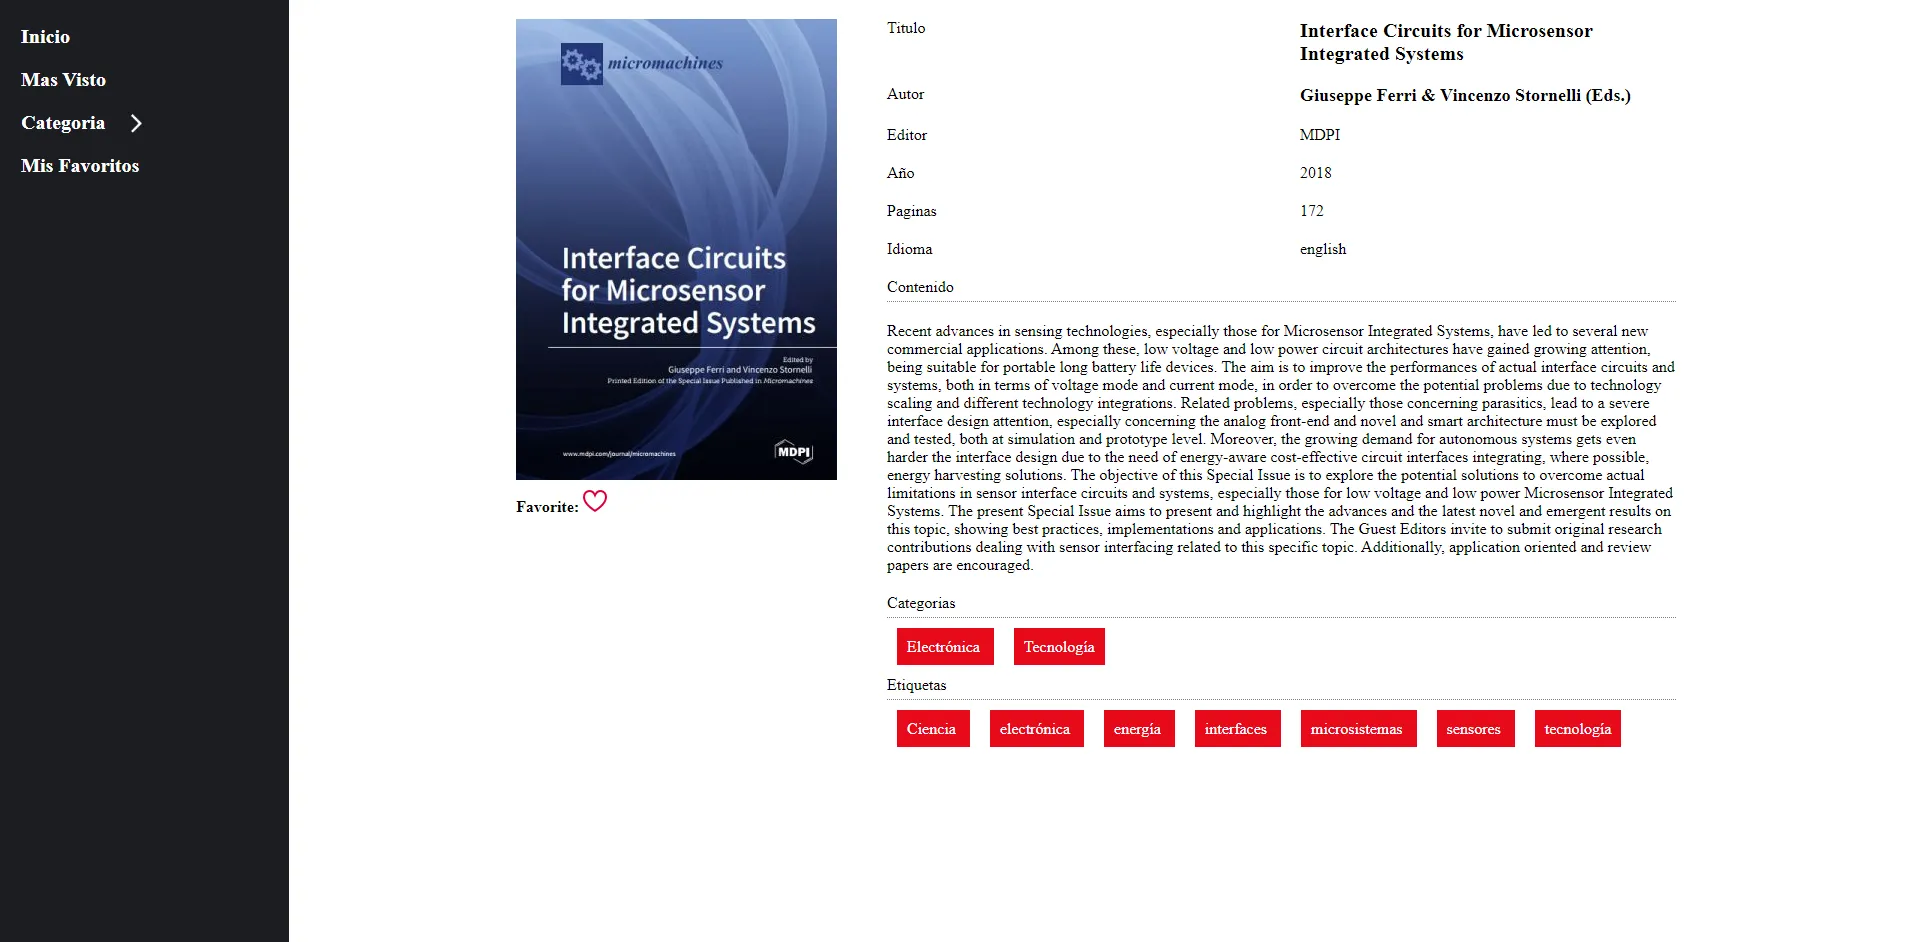 Inicio
Mas Visto
Categoria
Mis Favoritos
micromachines
Interface Circuits
for Microsensor
Integrated Systems
Edited by
Giuseppe Ferri and Vincenzo Stornelli
Printed Edition of the Special Issue Published in Micromachines
www.mdpi.com/journal/micromachines
MDPI
Favorite:
Titulo
Interface Circuits for Microsensor
Integrated Systems
Autor
Giuseppe Ferri & Vincenzo Stornelli (Eds.)
Editor
MDPI
Año
2018
Paginas
172
Idioma
english
Contenido
Recent advances in sensing technologies, especially those for Microsensor Integrated Systems, have led to several new
commercial applications. Among these, low voltage and low power circuit architectures have gained growing attention,
being suitable for portable long battery life devices. The aim is to improve the performances of actual interface circuits and
systems, both in terms of voltage mode and current mode, in order to overcome the potential problems due to technology
scaling and different technology integrations. Related problems, especially those concerning parasitics, lead to a severe
interface design attention, especially concerning the analog front-end and novel and smart architecture must be explored
and tested, both at simulation and prototype level. Moreover, the growing demand for autonomous systems gets even
harder the interface design due to the need of energy-aware cost-effective circuit interfaces integrating, where possible,
energy harvesting solutions. The objective of this Special Issue is to explore the potential solutions to overcome actual
limitations in sensor interface circuits and systems, especially those for low voltage and low power Microsensor Integrated
Systems. The present Special Issue aims to present and highlight the advances and the latest novel and emergent results on
this topic, showing best practices, implementations and applications. The Guest Editors invite to submit original research
contributions dealing with sensor interfacing related to this specific topic. Additionally, application oriented and review
papers are encouraged.
Categorias
Electrónica
Tecnología
Etiquetas
Ciencia
electrónica
energía
interfaces
microsistemas
sensores
tecnología